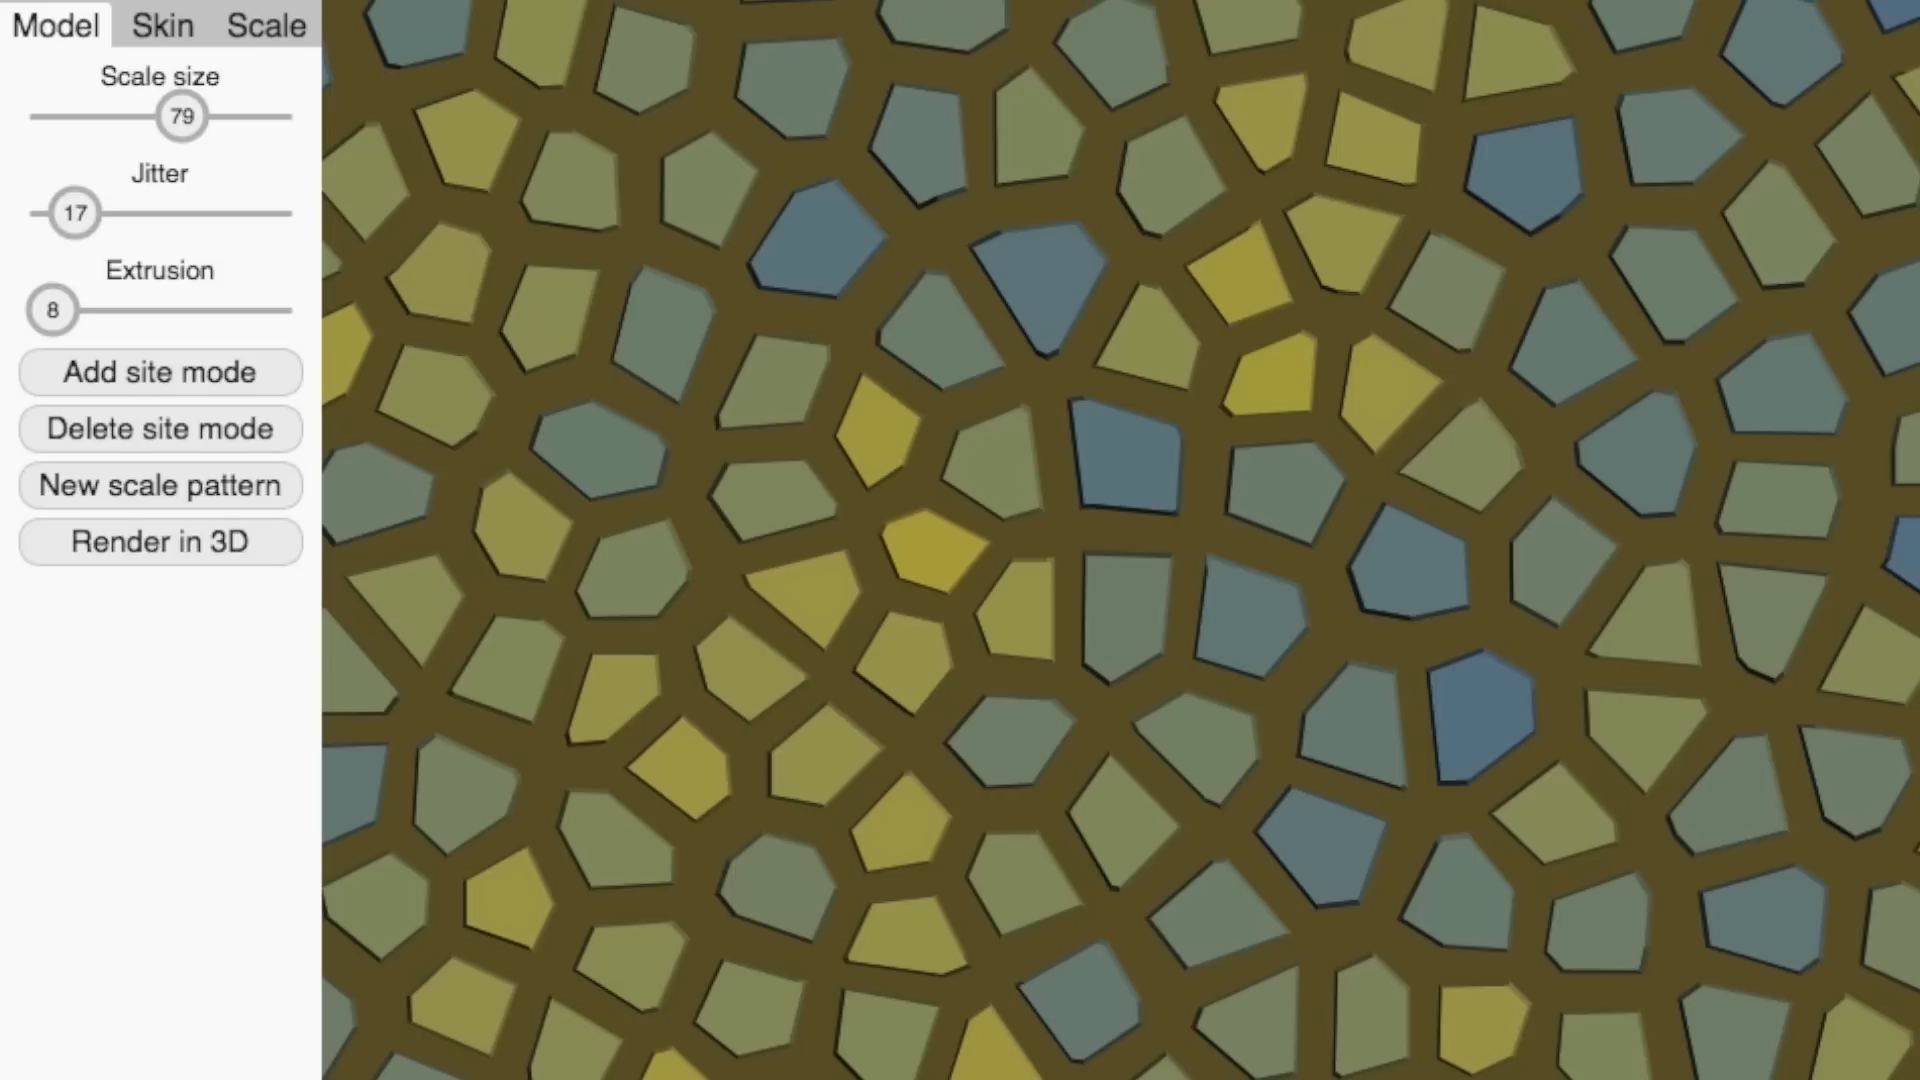 Model Skin Scale
Scale size
79
Jitter
17
Extrusion
8
Add site mode
Delete site mode
New scale pattern
Render in 3D